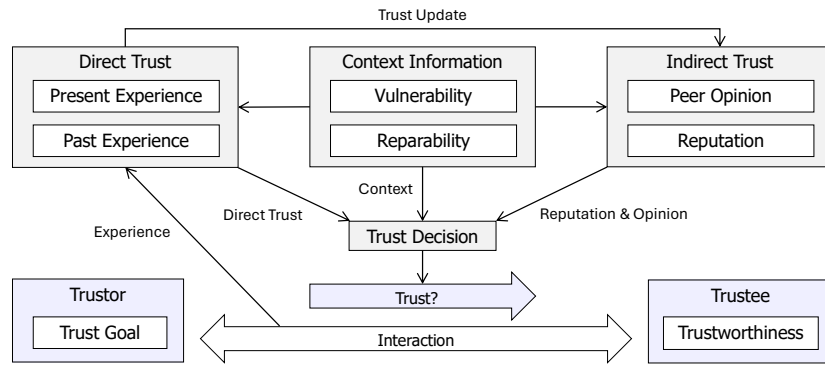 Trust Update
Direct Trust
Context Information
Indirect Trust
Present Experience
Vulnerability
Peer Opinion
Past Experience
Reparability
Reputation
Context
Direct Trust
Reputation & Opinion
Experience
Trust Decision
Trustor
Trust?
Trustee
Trust Goal
Interaction
Trustworthiness